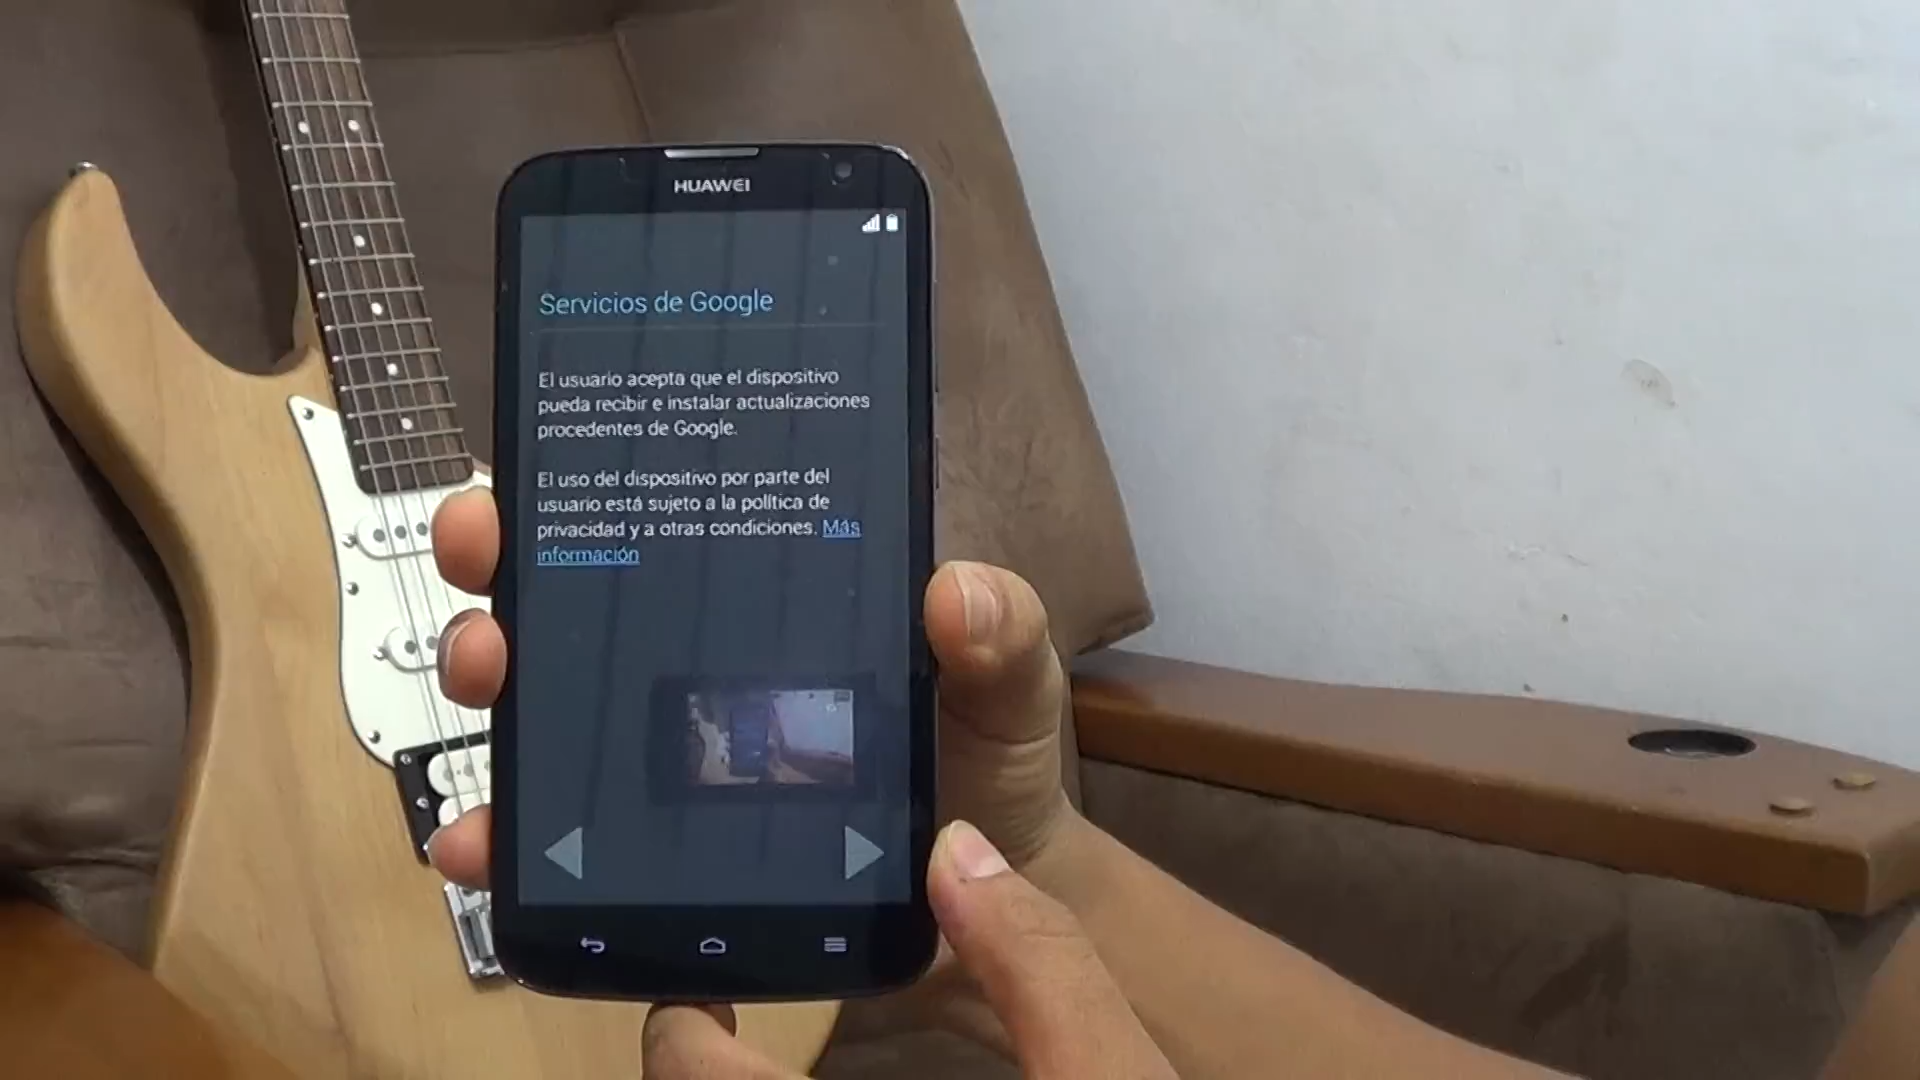 HUAWEI
Servicios de Google
El usuario acepta que el dispositivo
pueda recibir e instalar actualizaciones
procedentes de Google.
El uso del dispositivo por parte del
usuario está sujeto a la política de
privacidad y a otras condiciones. Más
información